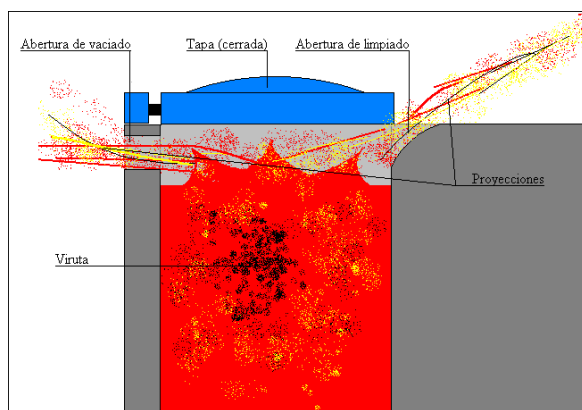 Abertura de vaciado
Tapa (cerrada)
Abertura de limpiado
Proyecciones
Viruta